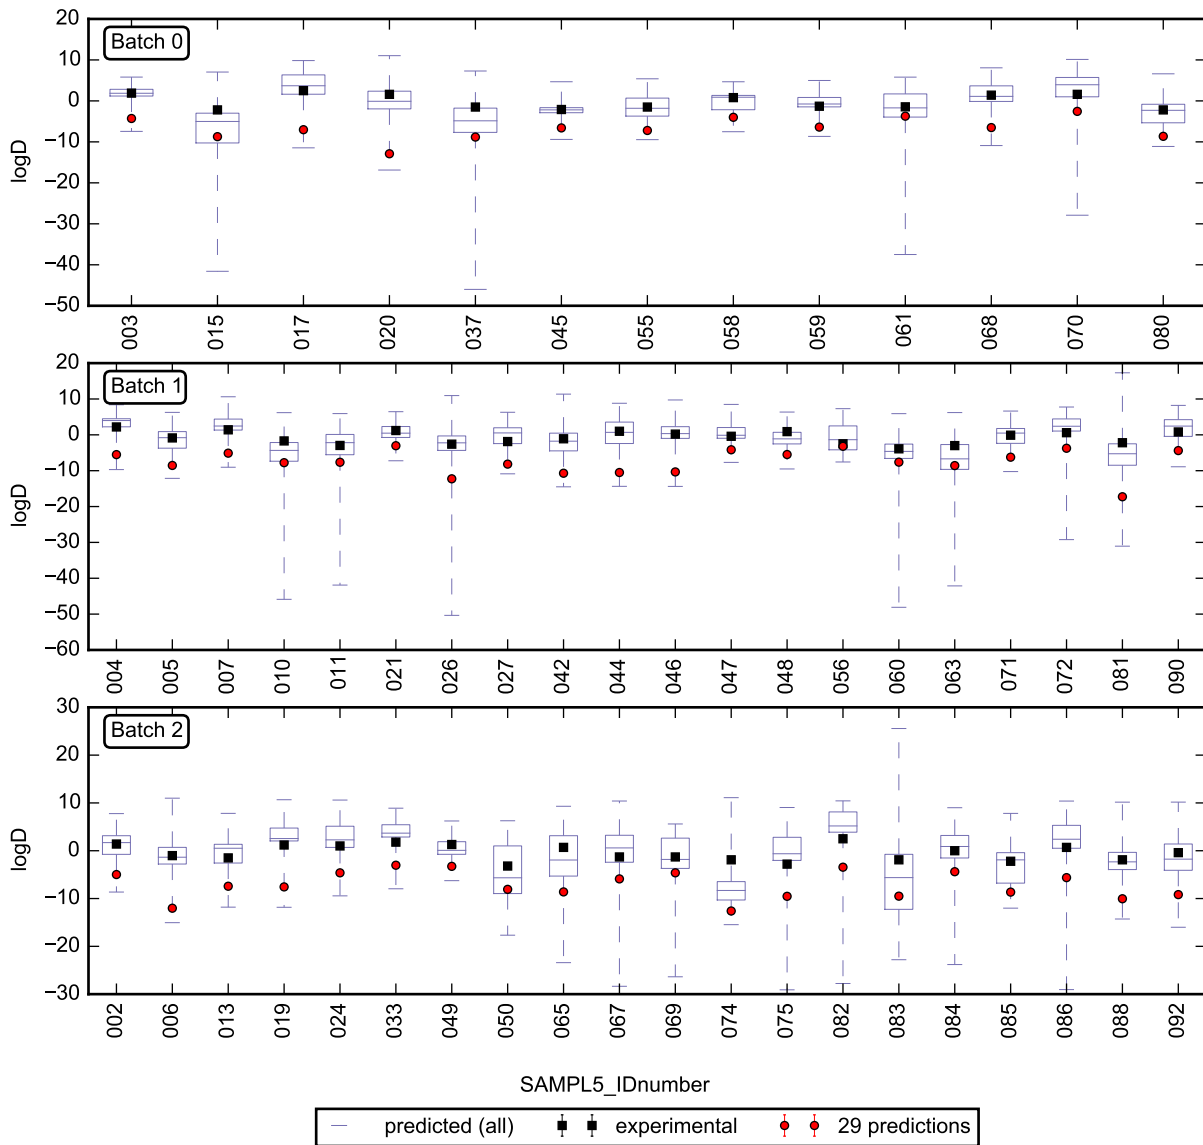 Batch 0
20
10
0
−10
−20
−30
−40
−50
logD
003 015 017 020 037 045 055 058 059 061 068 070 080
Batch 1
20
10
0
−10
−20
−30
−40
−50
−60
logD
004 005 007 010 011 021 026 027 042 044 046 047 048 056 060 063 071 072 081 090
Batch 2
30
20
10
0
−10
−20
−30
logD
002 006 013 019 024 033 049 050 065 067 069 074 075 082 083 084 085 086 088 092
SAMPL5_IDnumber
predicted (all) experimental 29 predictions